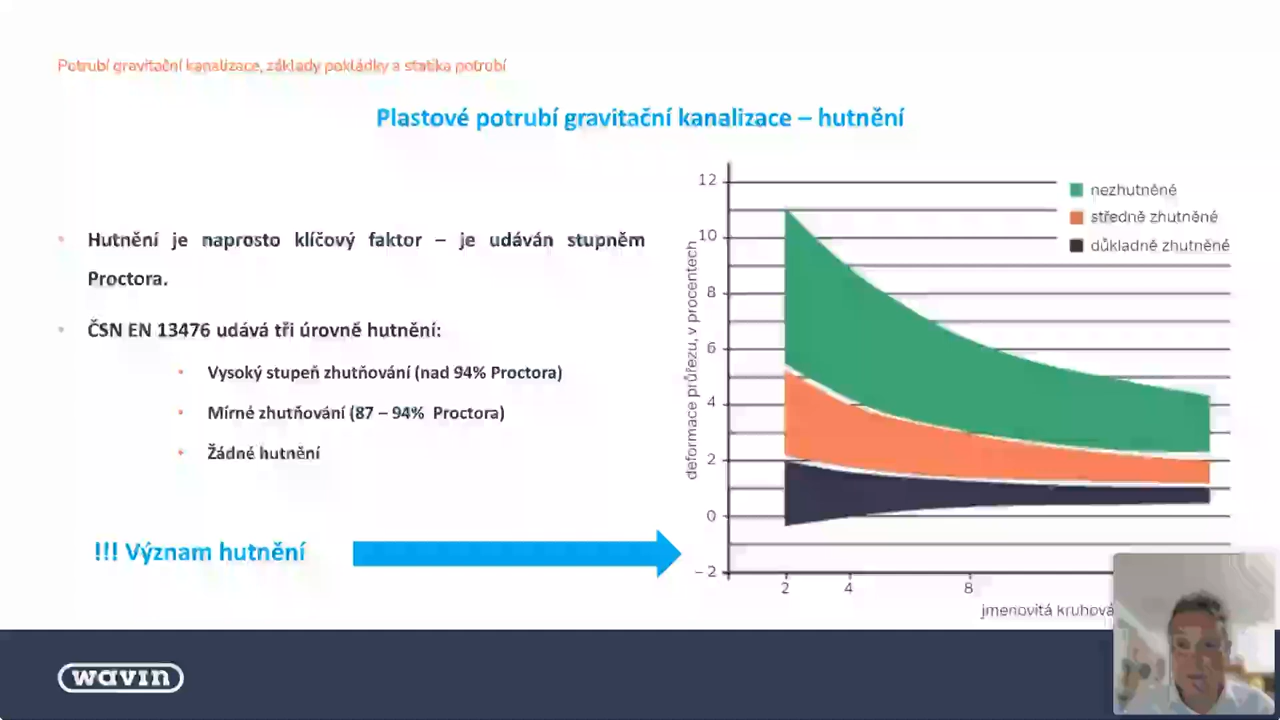 Potrubí gravitační kanalizace, základy pokládky a statika potrubí
Plastové potrubí gravitační kanalizace – hutnění
• Hutnění je naprosto klíčový faktor – je udáván stupněm
Proctora.
• ČSN EN 13476 udává tři úrovně hutnění:
• Vysoký stupeň zhutňování (nad 94% Proctora)
• Mírné zhutňování (87 – 94% Proctora)
• Žádné hutnění
!!! Význam hutnění
deformace průřezu, v procentech
12
10
8
6
4
2
0
– 2
2 4 8
jmenovitá kruhová
nezhutněné
středně zhutněné
důkladně zhutněné
wavin